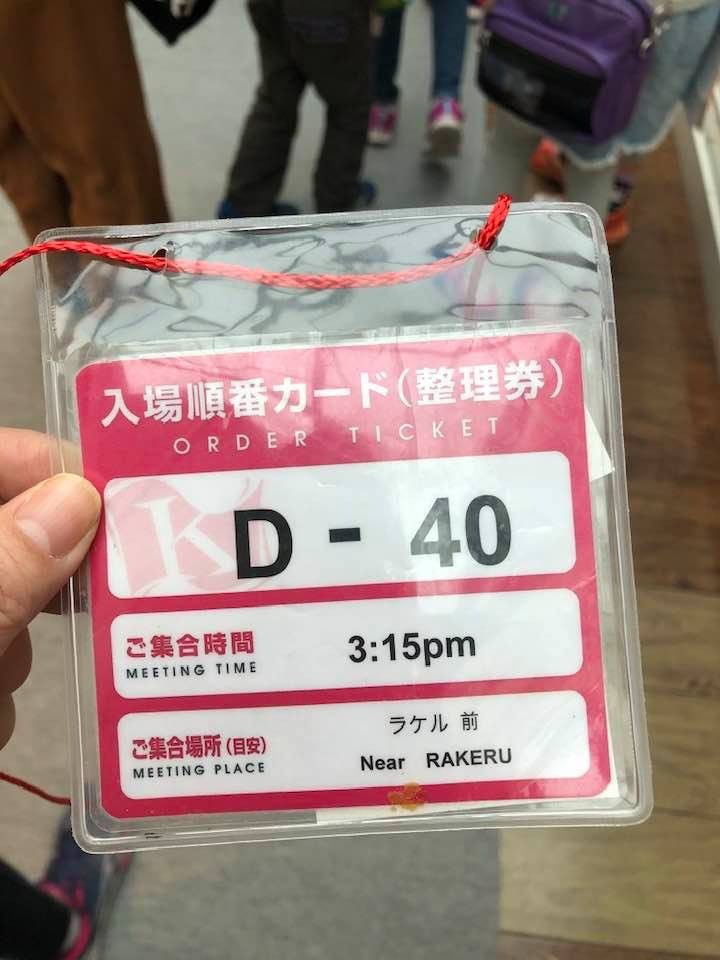 入場順番カード(整理券)
ORDER TICKET
K
D - 40
ご集合時間
MEETING TIME
3:15pm
ご集合場所(目安)
MEETING PLACE
ラケル 前
Near RAKERU